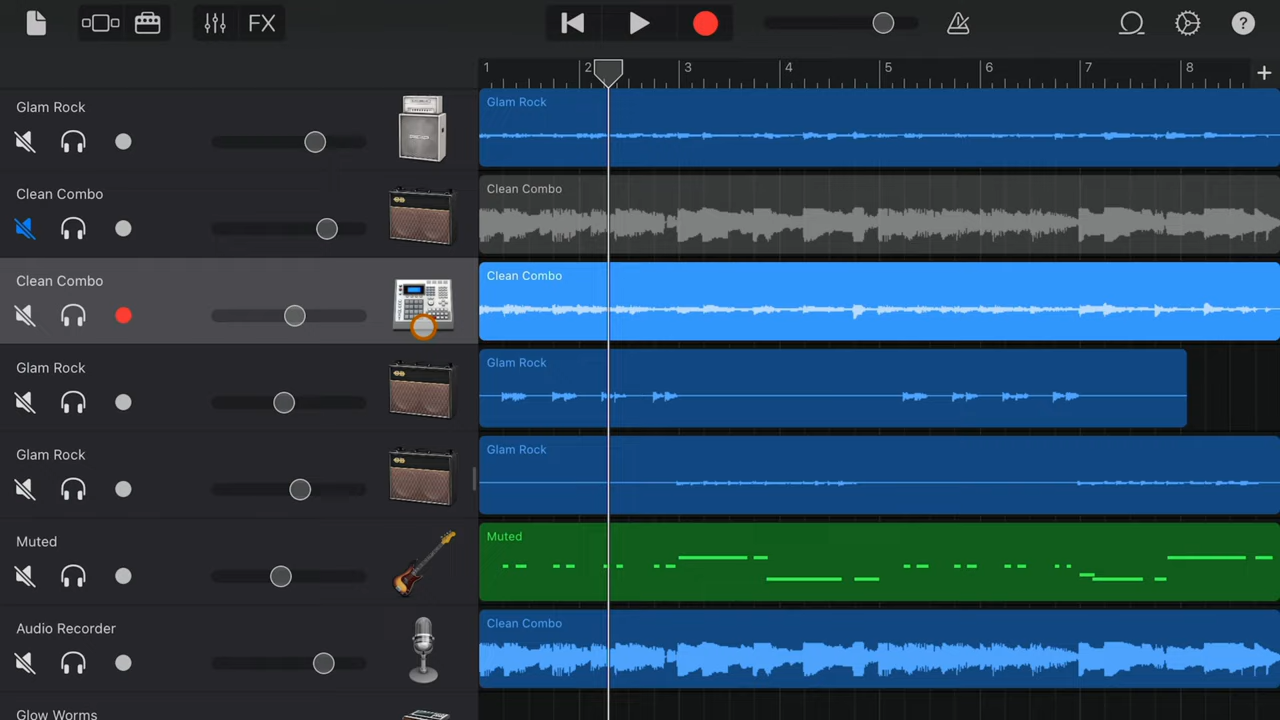 FX
?
1 2 3 4 5 6 7 8
Glam Rock
Glam Rock
Clean Combo
Clean Combo
Clean Combo
Clean Combo
Glam Rock
Glam Rock
Glam Rock
Glam Rock
Muted
Muted
Audio Recorder
Clean Combo
Glow Worms